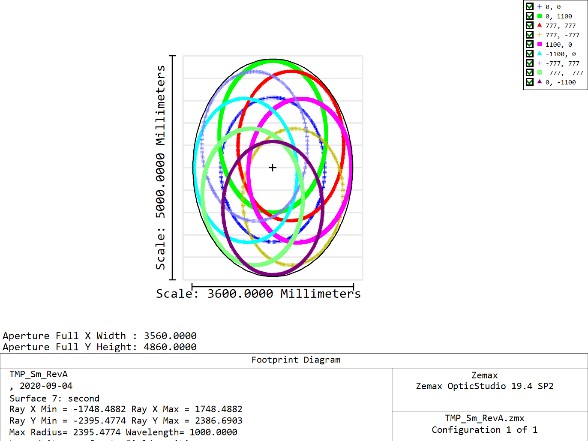 0, 0
0, 1100
777, 777
777, -777
1100, 0
-1100, 0
-777, 777
-777, -777
0, -1100
Scale: 5000.0000 Millimeters
Scale: 3600.0000 Millimeters
Aperture Full X Width : 3560.0000
Aperture Full Y Height: 4860.0000
Footprint Diagram
TMP_Sm_RevA
, 2020-09-04
Surface 7: second
Ray X Min = -1748.4882 Ray X Max = 1748.4882
Ray Y Min = -2395.4774 Ray Y Max = 2386.6903
Max Radius= 2395.4774 Wavelength= 1000.0000
Zemax
Zemax OpticStudio 19.4 SP2
TMP_Sm_RevA.zmx
Configuration 1 of 1